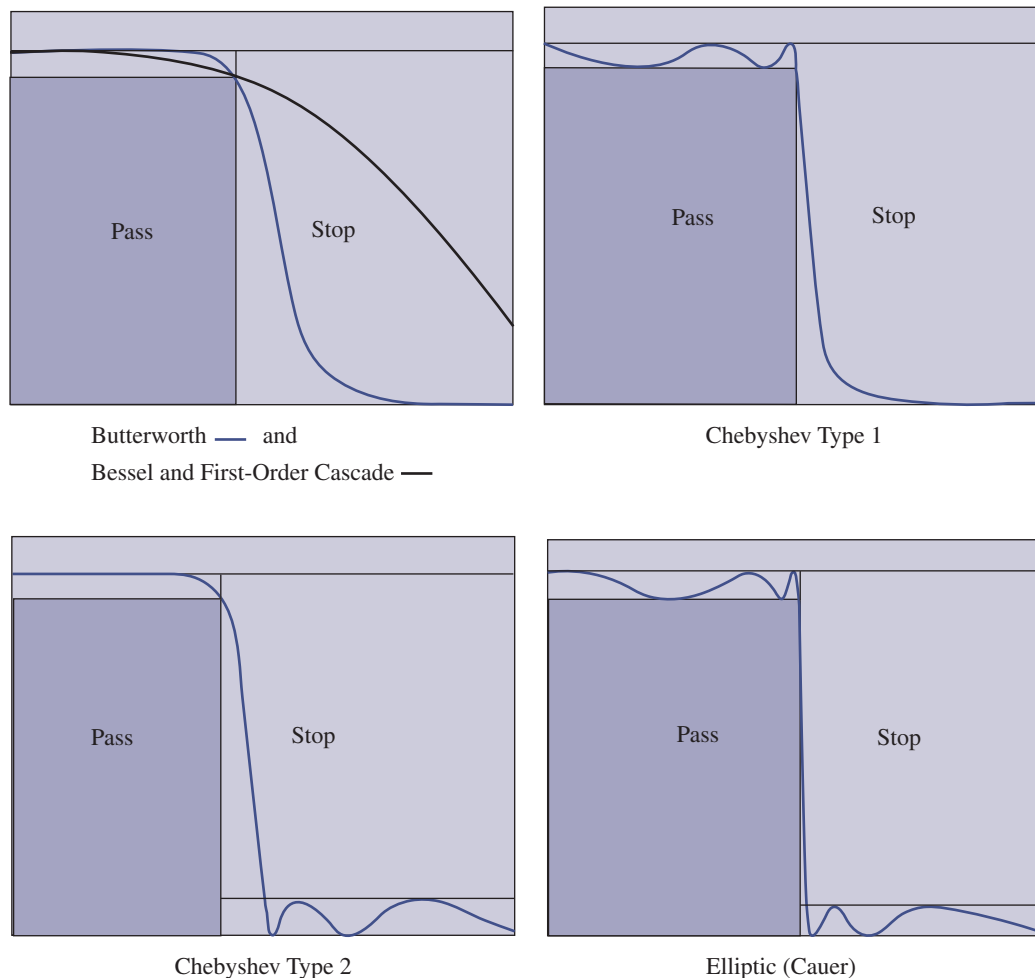 Pass
Stop
Butterworth and
Bessel and First-Order Cascade
Pass
Stop
Chebyshev Type 1
Pass
Stop
Chebyshev Type 2
Pass
Stop
Elliptic (Cauer)